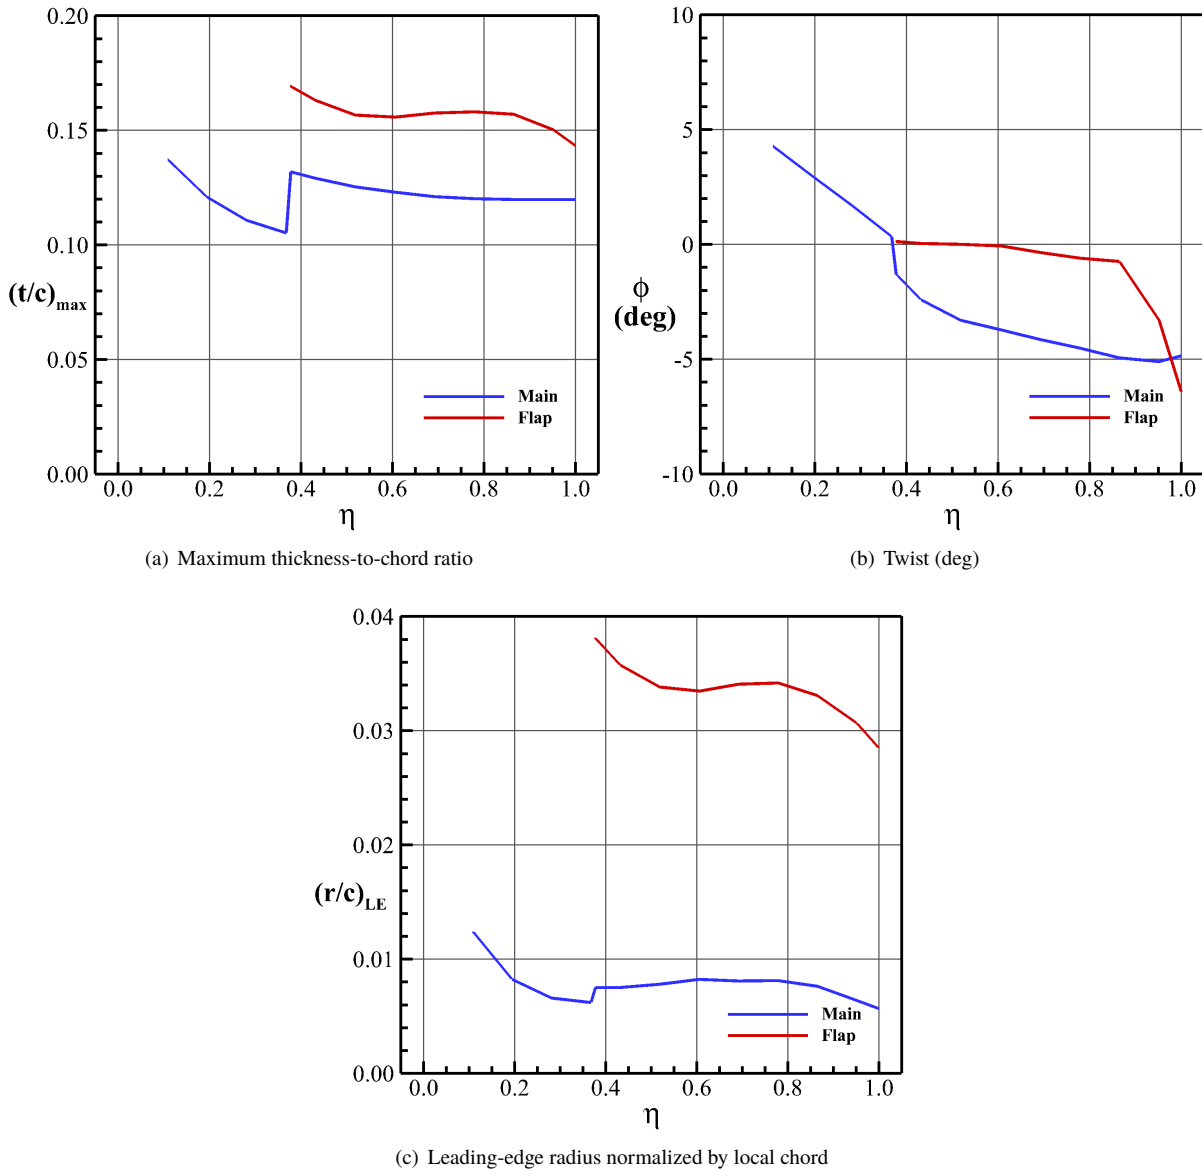 0.20
0.15
0.10
0.05
0.00
(t/c)max
Main
Flap
0.0 0.2 0.4 0.6 0.8 1.0
η
(a) Maximum thickness-to-chord ratio
10
5
0
-5
-10
ϕ
(deg)
Main
Flap
0.0 0.2 0.4 0.6 0.8 1.0
η
(b) Twist (deg)
0.04
0.03
0.02
0.01
0.00
(r/c)LE
Main
Flap
0.0 0.2 0.4 0.6 0.8 1.0
η
(c) Leading-edge radius normalized by local chord